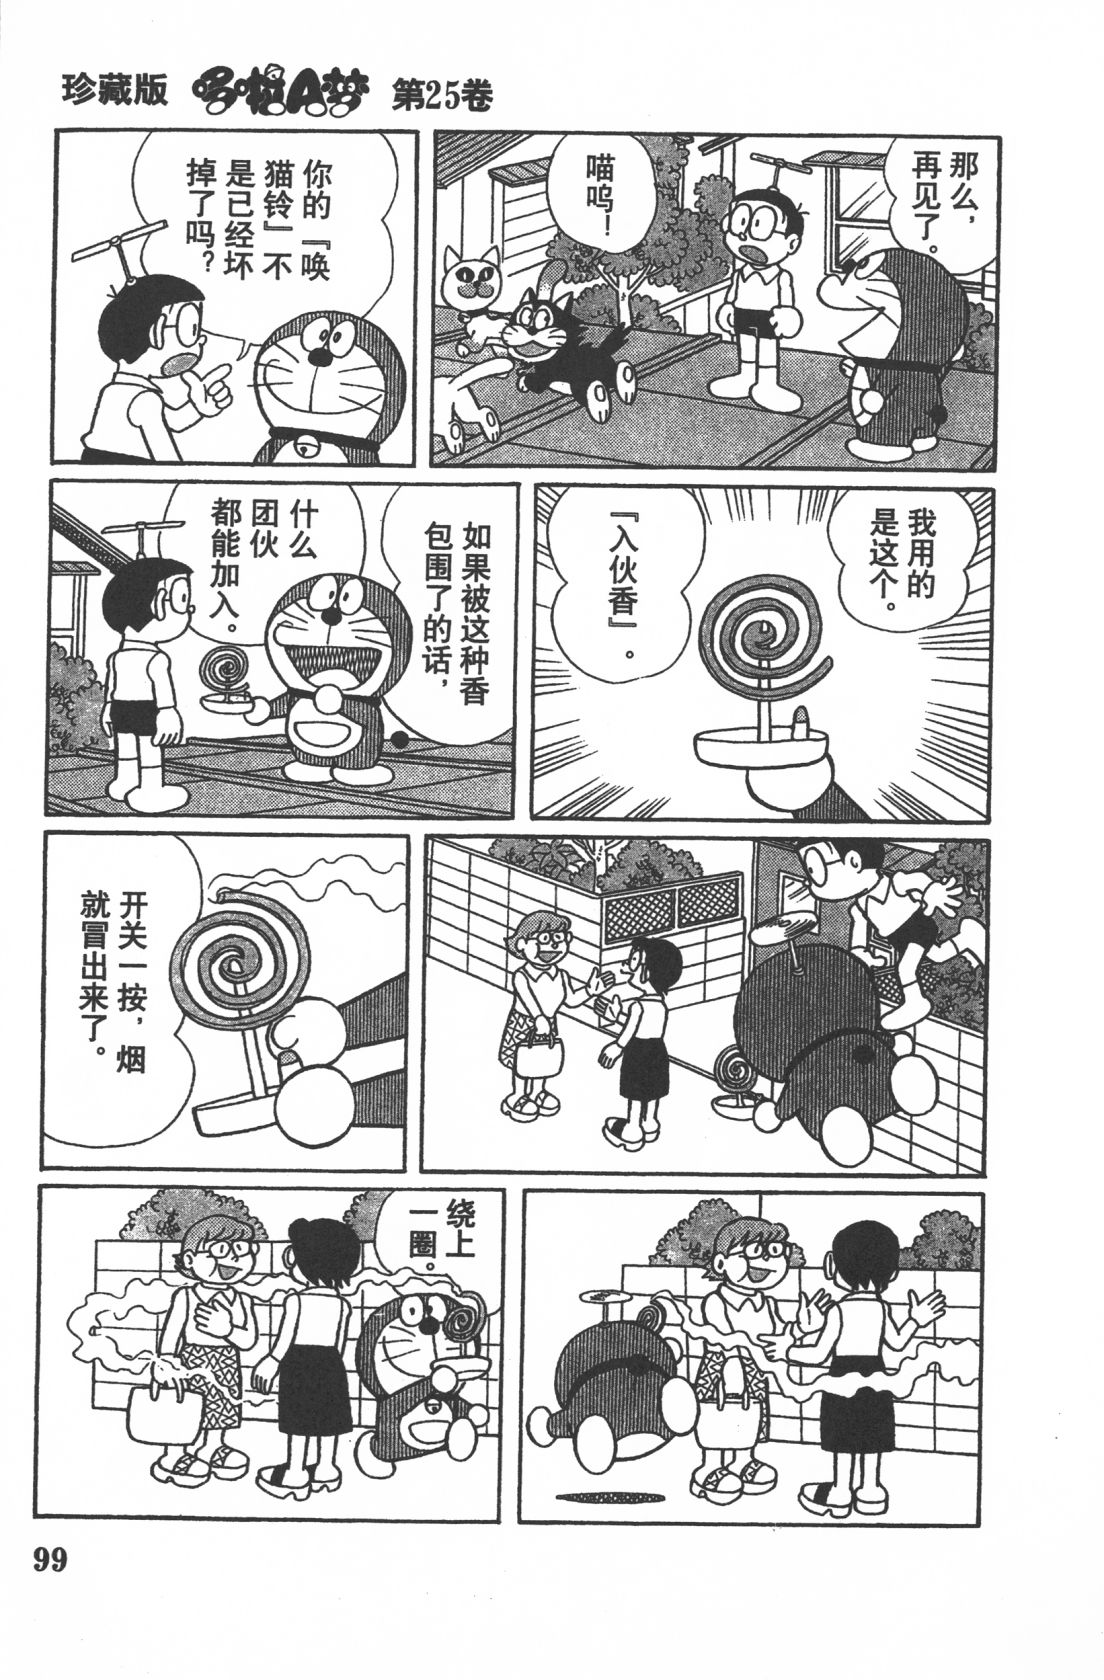 珍藏版 哆啦A梦 第25卷
那么，
再见了。
喵呜！
你的「唤
猫铃」不
是已经坏
掉了吗？
我用的
是这个。
『入伙香』。
如果被这种香
包围了的话，
什么
团伙
都能加入。
开关一按，烟
就冒出来了。
绕上
一圈。
99